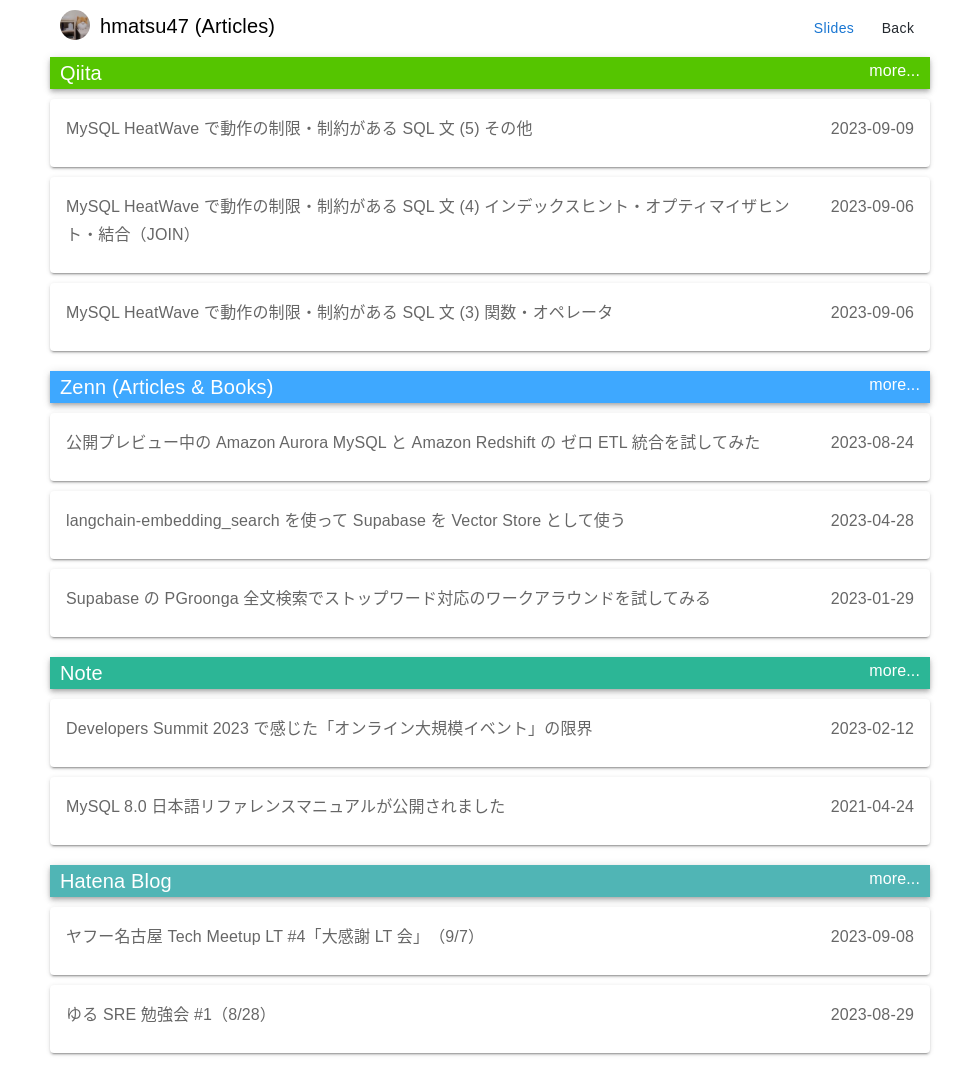 hmatsu47 (Articles)
Slides
Back
Qiita
more...
MySQL HeatWave で動作の制限・制約がある SQL 文 (5) その他
2023-09-09
MySQL HeatWave で動作の制限・制約がある SQL 文 (4) インデックスヒント・オプティマイザヒン
ト・結合（JOIN）
2023-09-06
MySQL HeatWave で動作の制限・制約がある SQL 文 (3) 関数・オペレータ
2023-09-06
Zenn (Articles & Books)
more...
公開プレビュー中の Amazon Aurora MySQL と Amazon Redshift の ゼロ ETL 統合を試してみた
2023-08-24
langchain-embedding_search を使って Supabase を Vector Store として使う
2023-04-28
Supabase の PGroonga 全文検索でストップワード対応のワークアラウンドを試してみる
2023-01-29
Note
more...
Developers Summit 2023 で感じた「オンライン大規模イベント」の限界
2023-02-12
MySQL 8.0 日本語リファレンスマニュアルが公開されました
2021-04-24
Hatena Blog
more...
ヤフー名古屋 Tech Meetup LT #4「大感謝 LT 会」（9/7）
2023-09-08
ゆる SRE 勉強会 #1（8/28）
2023-08-29